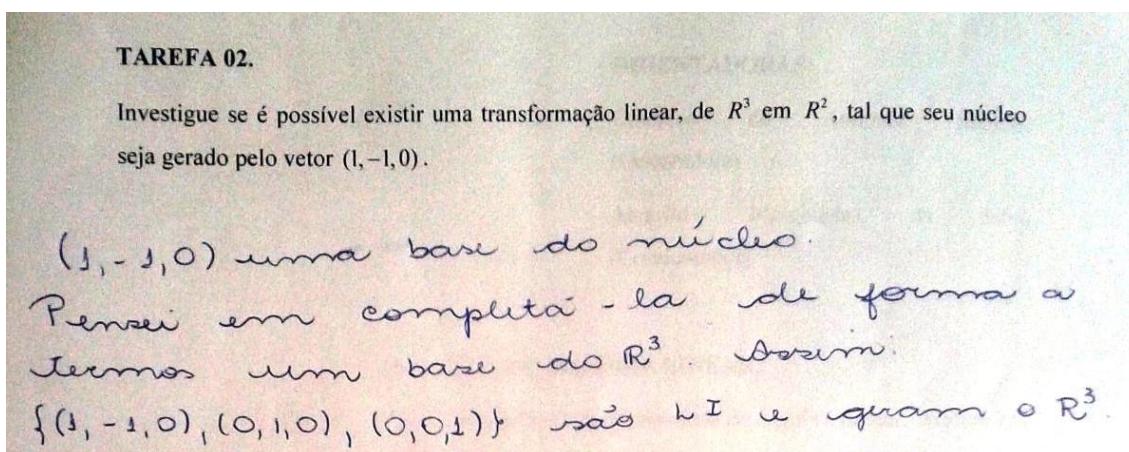 TAREFA 02.
Investigue se é possível existir uma transformação linear, de R³ em R², tal que seu núcleo
seja gerado pelo vetor (1,−1,0).
(1,-1,0) uma base do núcleo.
Pensei em completá-la de forma a
termos um base do ℝ³. Assim:
{(1,-1,0), (0,1,0), (0,0,1)} são LI e geram o ℝ³.